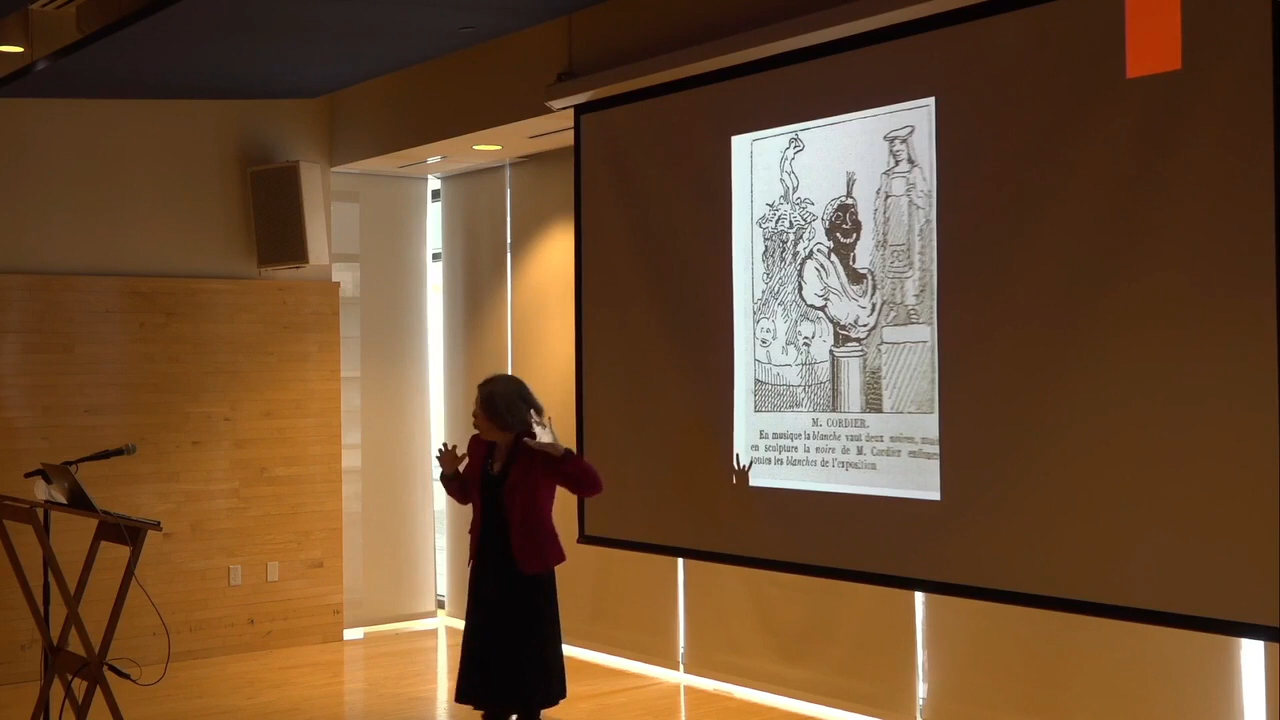 M. CORDIER.
En musique la blanche vaut deux noires, mais
en sculpture la noire de M. Cordier enfonce
toutes les blanches de l'exposition